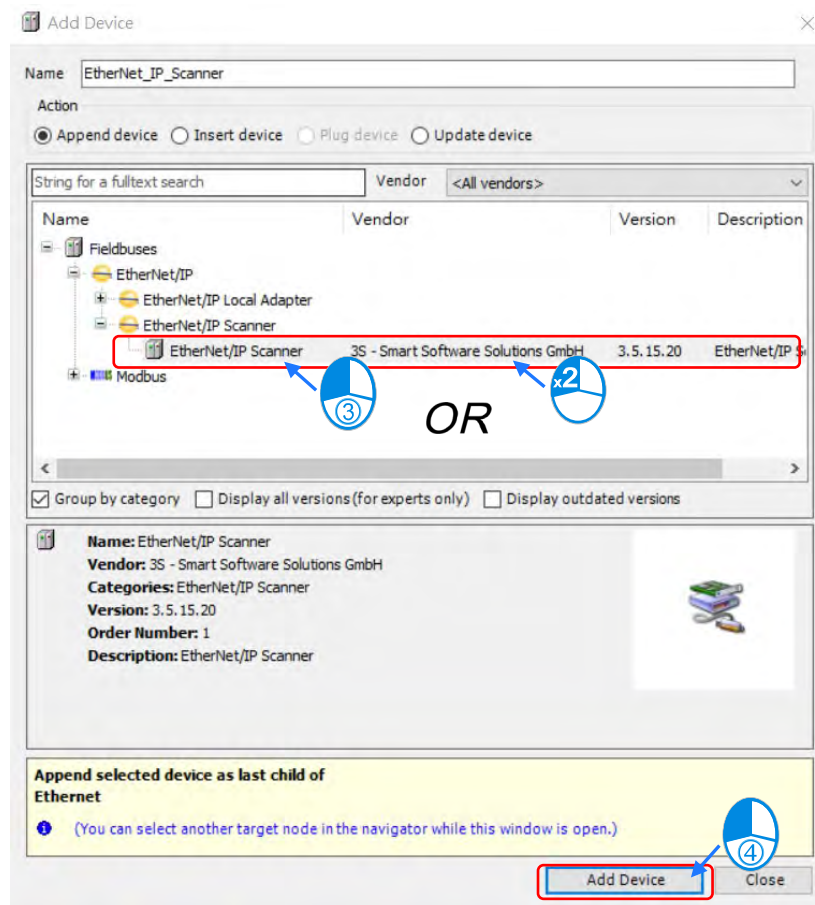 Add Device
Name EtherNet_IP_Scanner
Action
Append device Insert device Plug device Update device
String for a fulltext search Vendor <All vendors>
Name Vendor Version Description
Fieldbuses
EtherNet/IP
EtherNet/IP Local Adapter
EtherNet/IP Scanner
EtherNet/IP Scanner 3S - Smart Software Solutions GmbH 3.5.15.20 EtherNet/IP S
Modbus
x2
③
OR
Group by category Display all versions (for experts only) Display outdated versions
Name: EtherNet/IP Scanner
Vendor: 3S - Smart Software Solutions GmbH
Categories: EtherNet/IP Scanner
Version: 3.5.15.20
Order Number: 1
Description: EtherNet/IP Scanner
Append selected device as last child of
Ethernet
(You can select another target node in the navigator while this window is open.)
④
Add Device Close